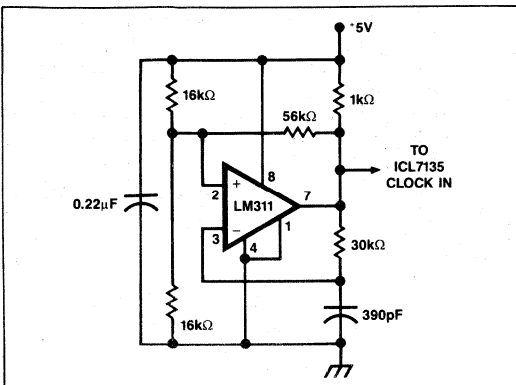 +5V
16kΩ
1kΩ
56kΩ
TO
ICL7135
CLOCK IN
8
+
2
LM311
7
0.22µF
3
−
4
1
30kΩ
16kΩ
390pF